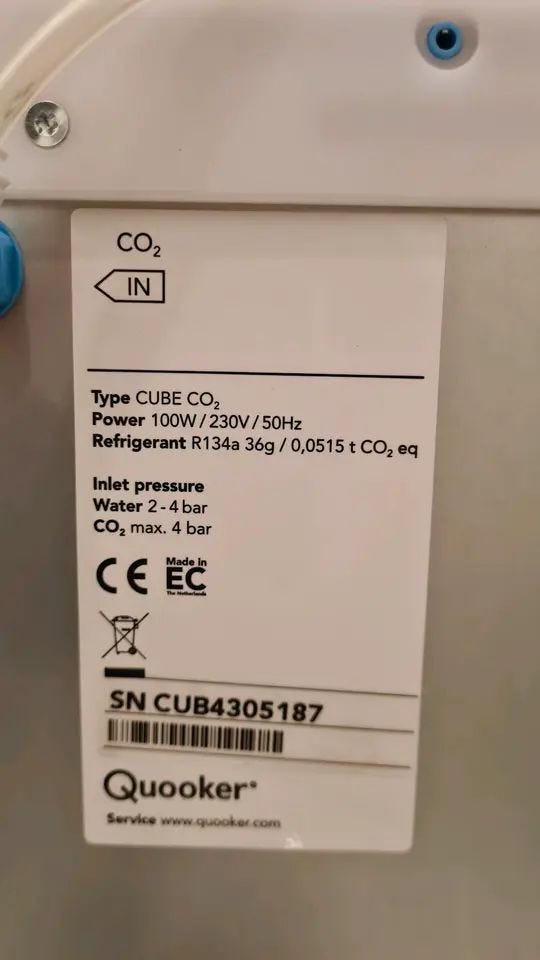 CO₂
IN
Type CUBE CO₂
Power 100W / 230V / 50Hz
Refrigerant R134a 36g / 0,0515 t CO₂ eq
Inlet pressure
Water 2 - 4 bar
CO₂ max. 4 bar
CE
Made in
EC
The Netherlands
SN CUB4305187
Quooker®
Service www.quooker.com